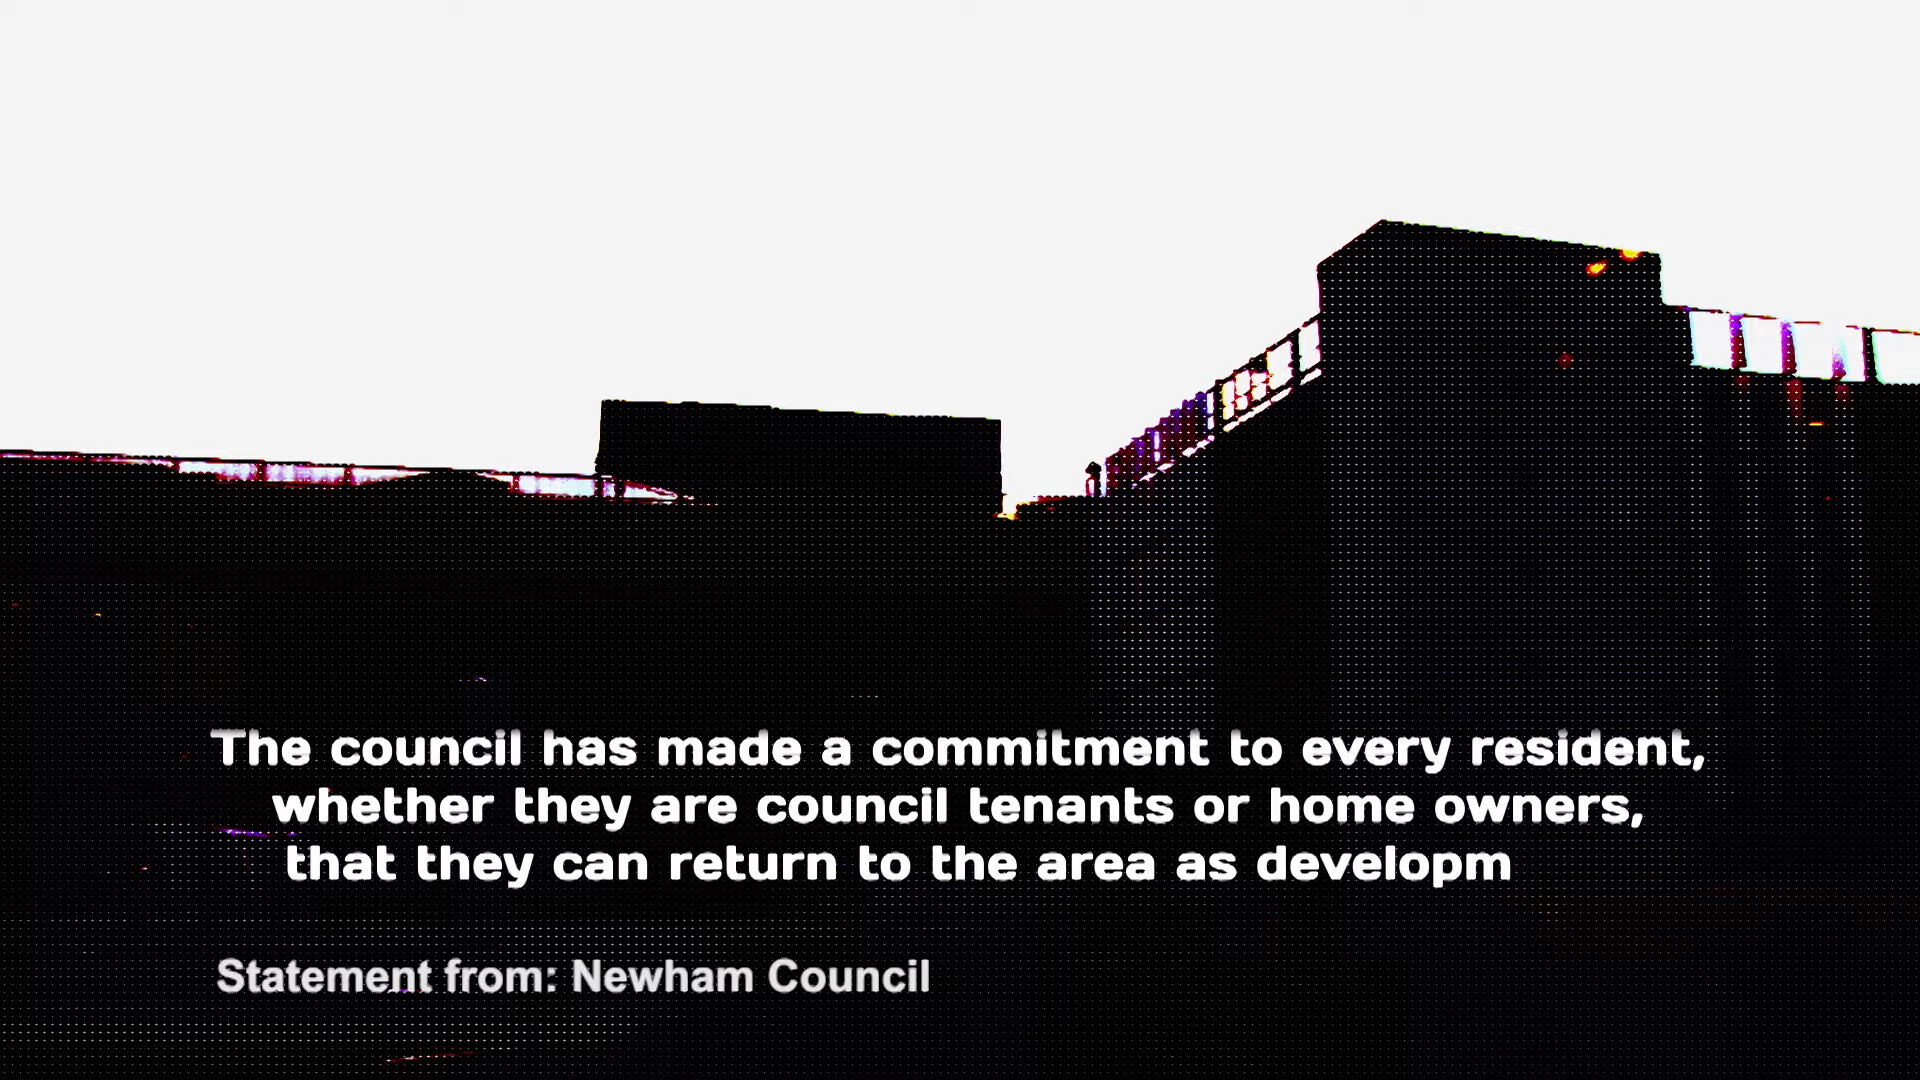 The council has made a commitment to every resident,
whether they are council tenants or home owners,
that they can return to the area as developm
Statement from: Newham Council